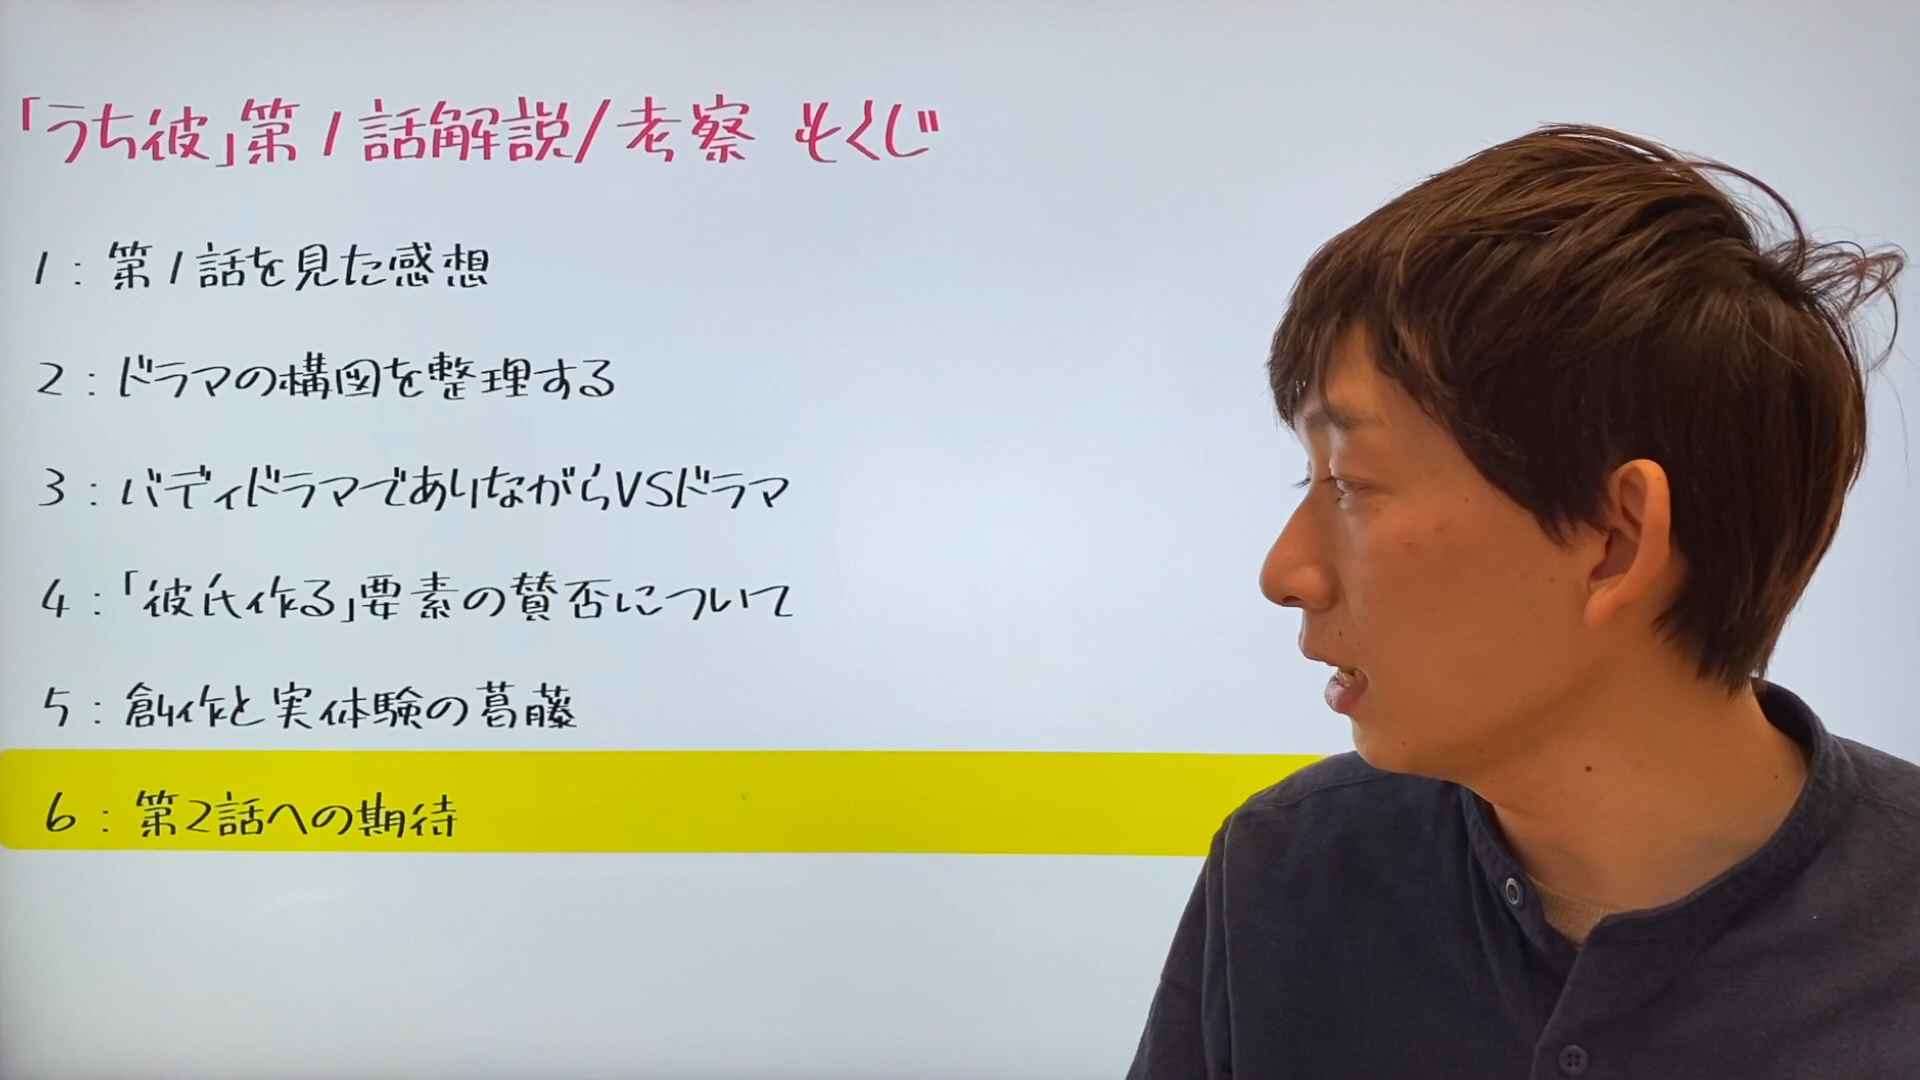 「うち彼」第1話解説/考察 もくじ
1:第1話を見た感想
2:ドラマの構図を整理する
3:バディドラマでありながらVSドラマ
4:「彼氏作る」要素の賛否について
5:創作と実体験の葛藤
6:第2話への期待